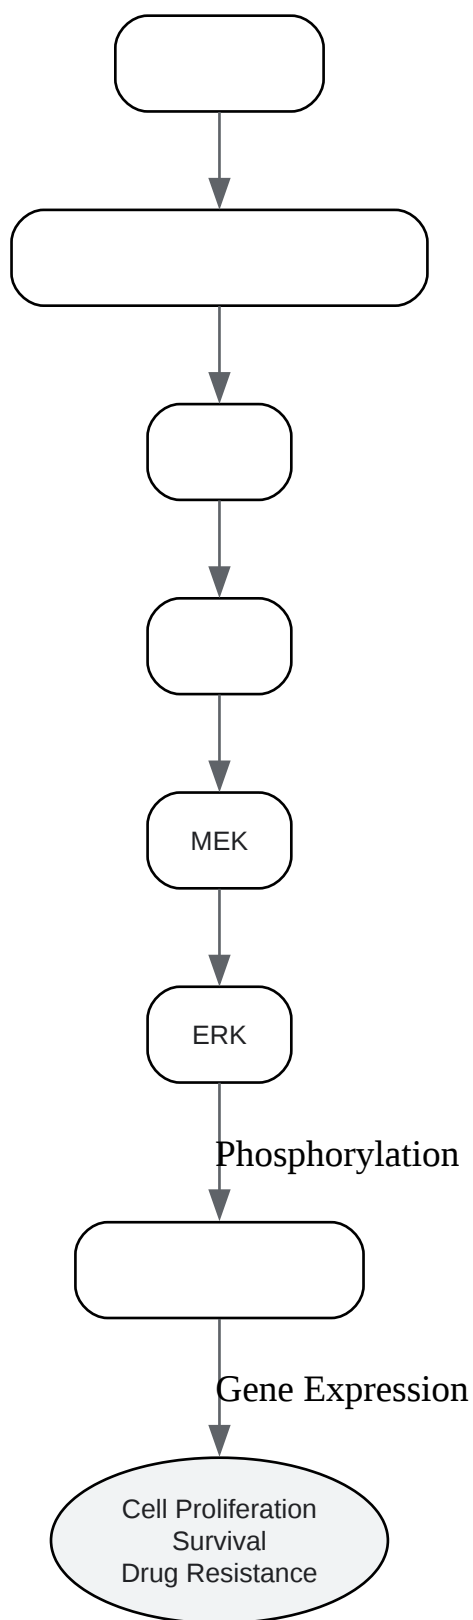 MEK
ERK
Phosphorylation
Gene Expression
Cell Proliferation
Survival
Drug Resistance